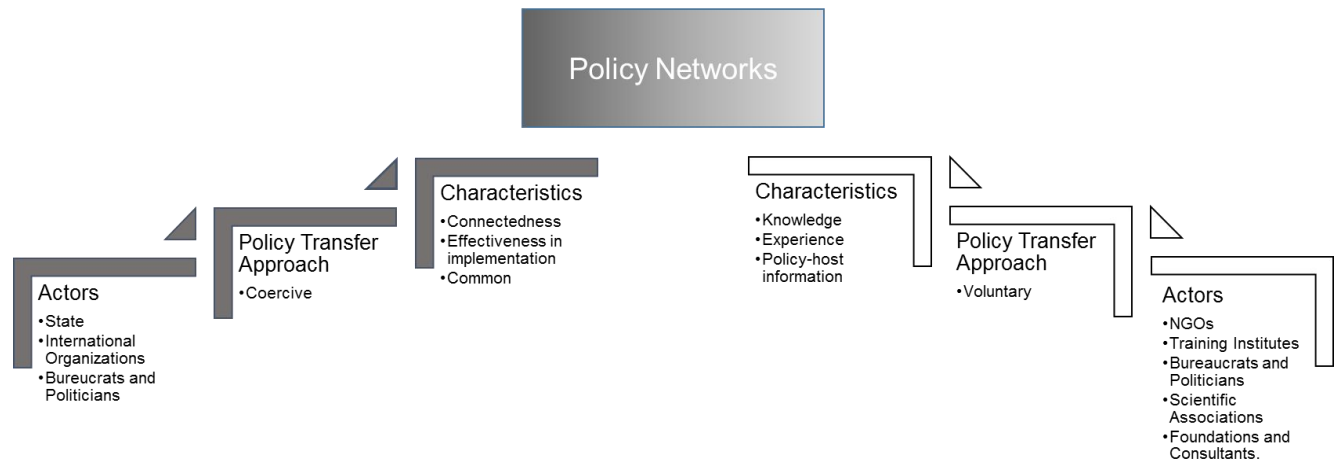 Policy Networks
Characteristics
•Connectedness
•Effectiveness in
implementation
•Common
Policy Transfer
Approach
•Coercive
Actors
•State
•International
Organizations
•Bureucrats and
Politicians
Characteristics
•Knowledge
•Experience
•Policy-host
information
Policy Transfer
Approach
•Voluntary
Actors
•NGOs
•Training Institutes
•Bureaucrats and
Politicians
•Scientific
Associations
•Foundations and
Consultants.